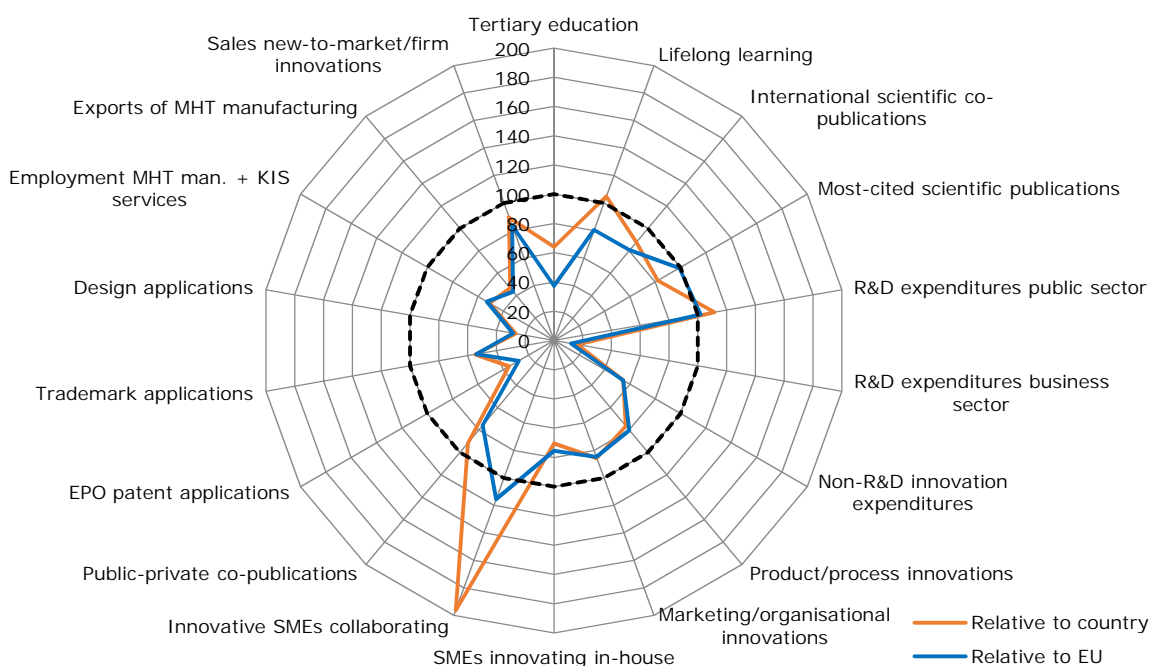 Tertiary education
Sales new-to-market/firm
innovations
Lifelong learning
Exports of MHT manufacturing
International scientific co-
publications
Employment MHT man. + KIS
services
Most-cited scientific publications
Design applications
R&D expenditures public sector
Trademark applications
R&D expenditures business
sector
EPO patent applications
Non-R&D innovation
expenditures
Public-private co-publications
Product/process innovations
Innovative SMEs collaborating
Marketing/organisational
innovations
SMEs innovating in-house
200
180
160
140
120
100
80
60
40
20
0
Relative to country
Relative to EU